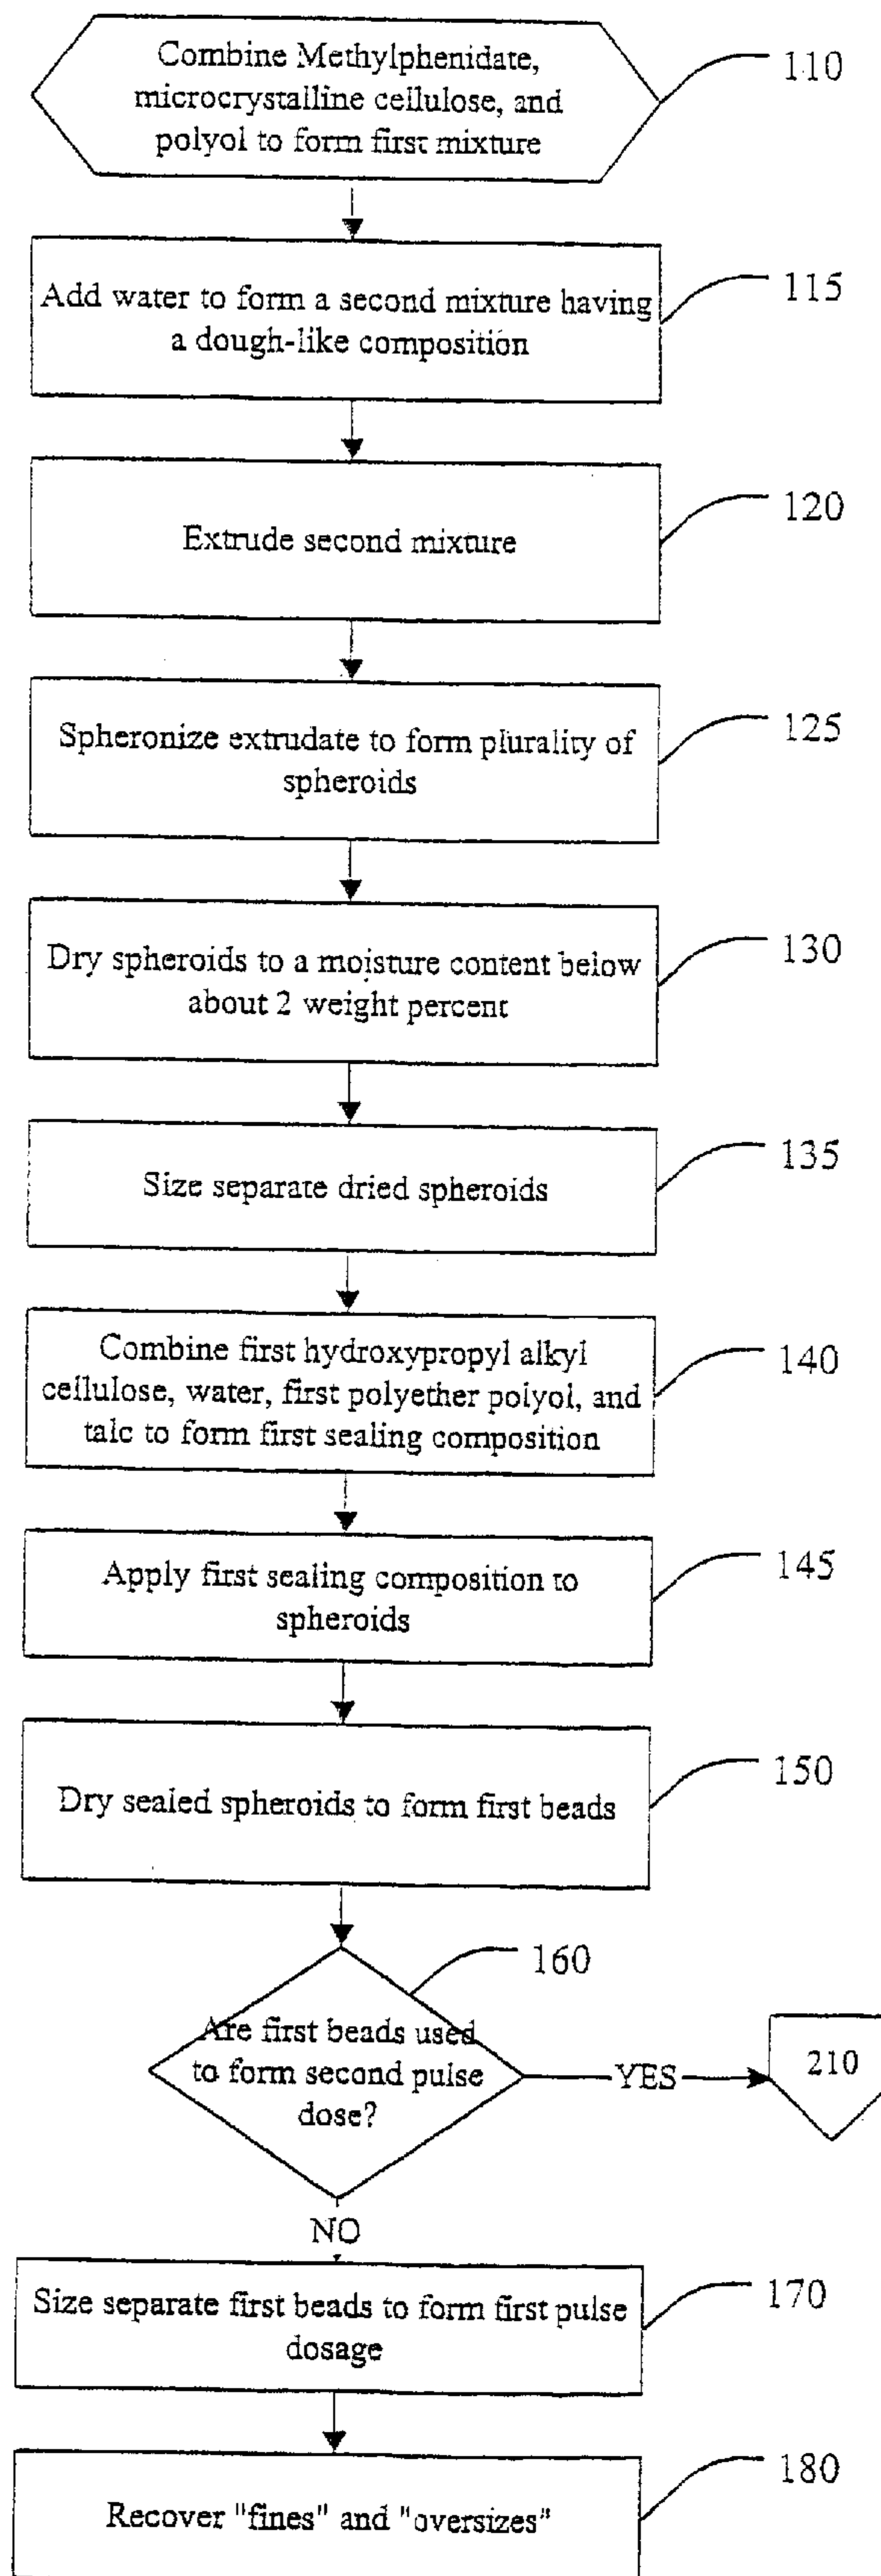 Combine Methylphenidate,
microcrystalline cellulose, and
polyol to form first mixture
110
Add water to form a second mixture having
a dough-like composition
115
Extrude second mixture
120
Spheronize extrudate to form plurality of
spheroids
125
Dry spheroids to a moisture content below
about 2 weight percent
130
Size separate dried spheroids
135
Combine first hydroxypropyl alkyl
cellulose, water, first polyether polyol, and
talc to form first sealing composition
140
Apply first sealing composition to
spheroids
145
Dry sealed spheroids to form first beads
150
160
Are first beads used
to form second pulse
dose?
YES
210
NO
Size separate first beads to form first pulse
dosage
170
Recover "fines" and "oversizes"
180